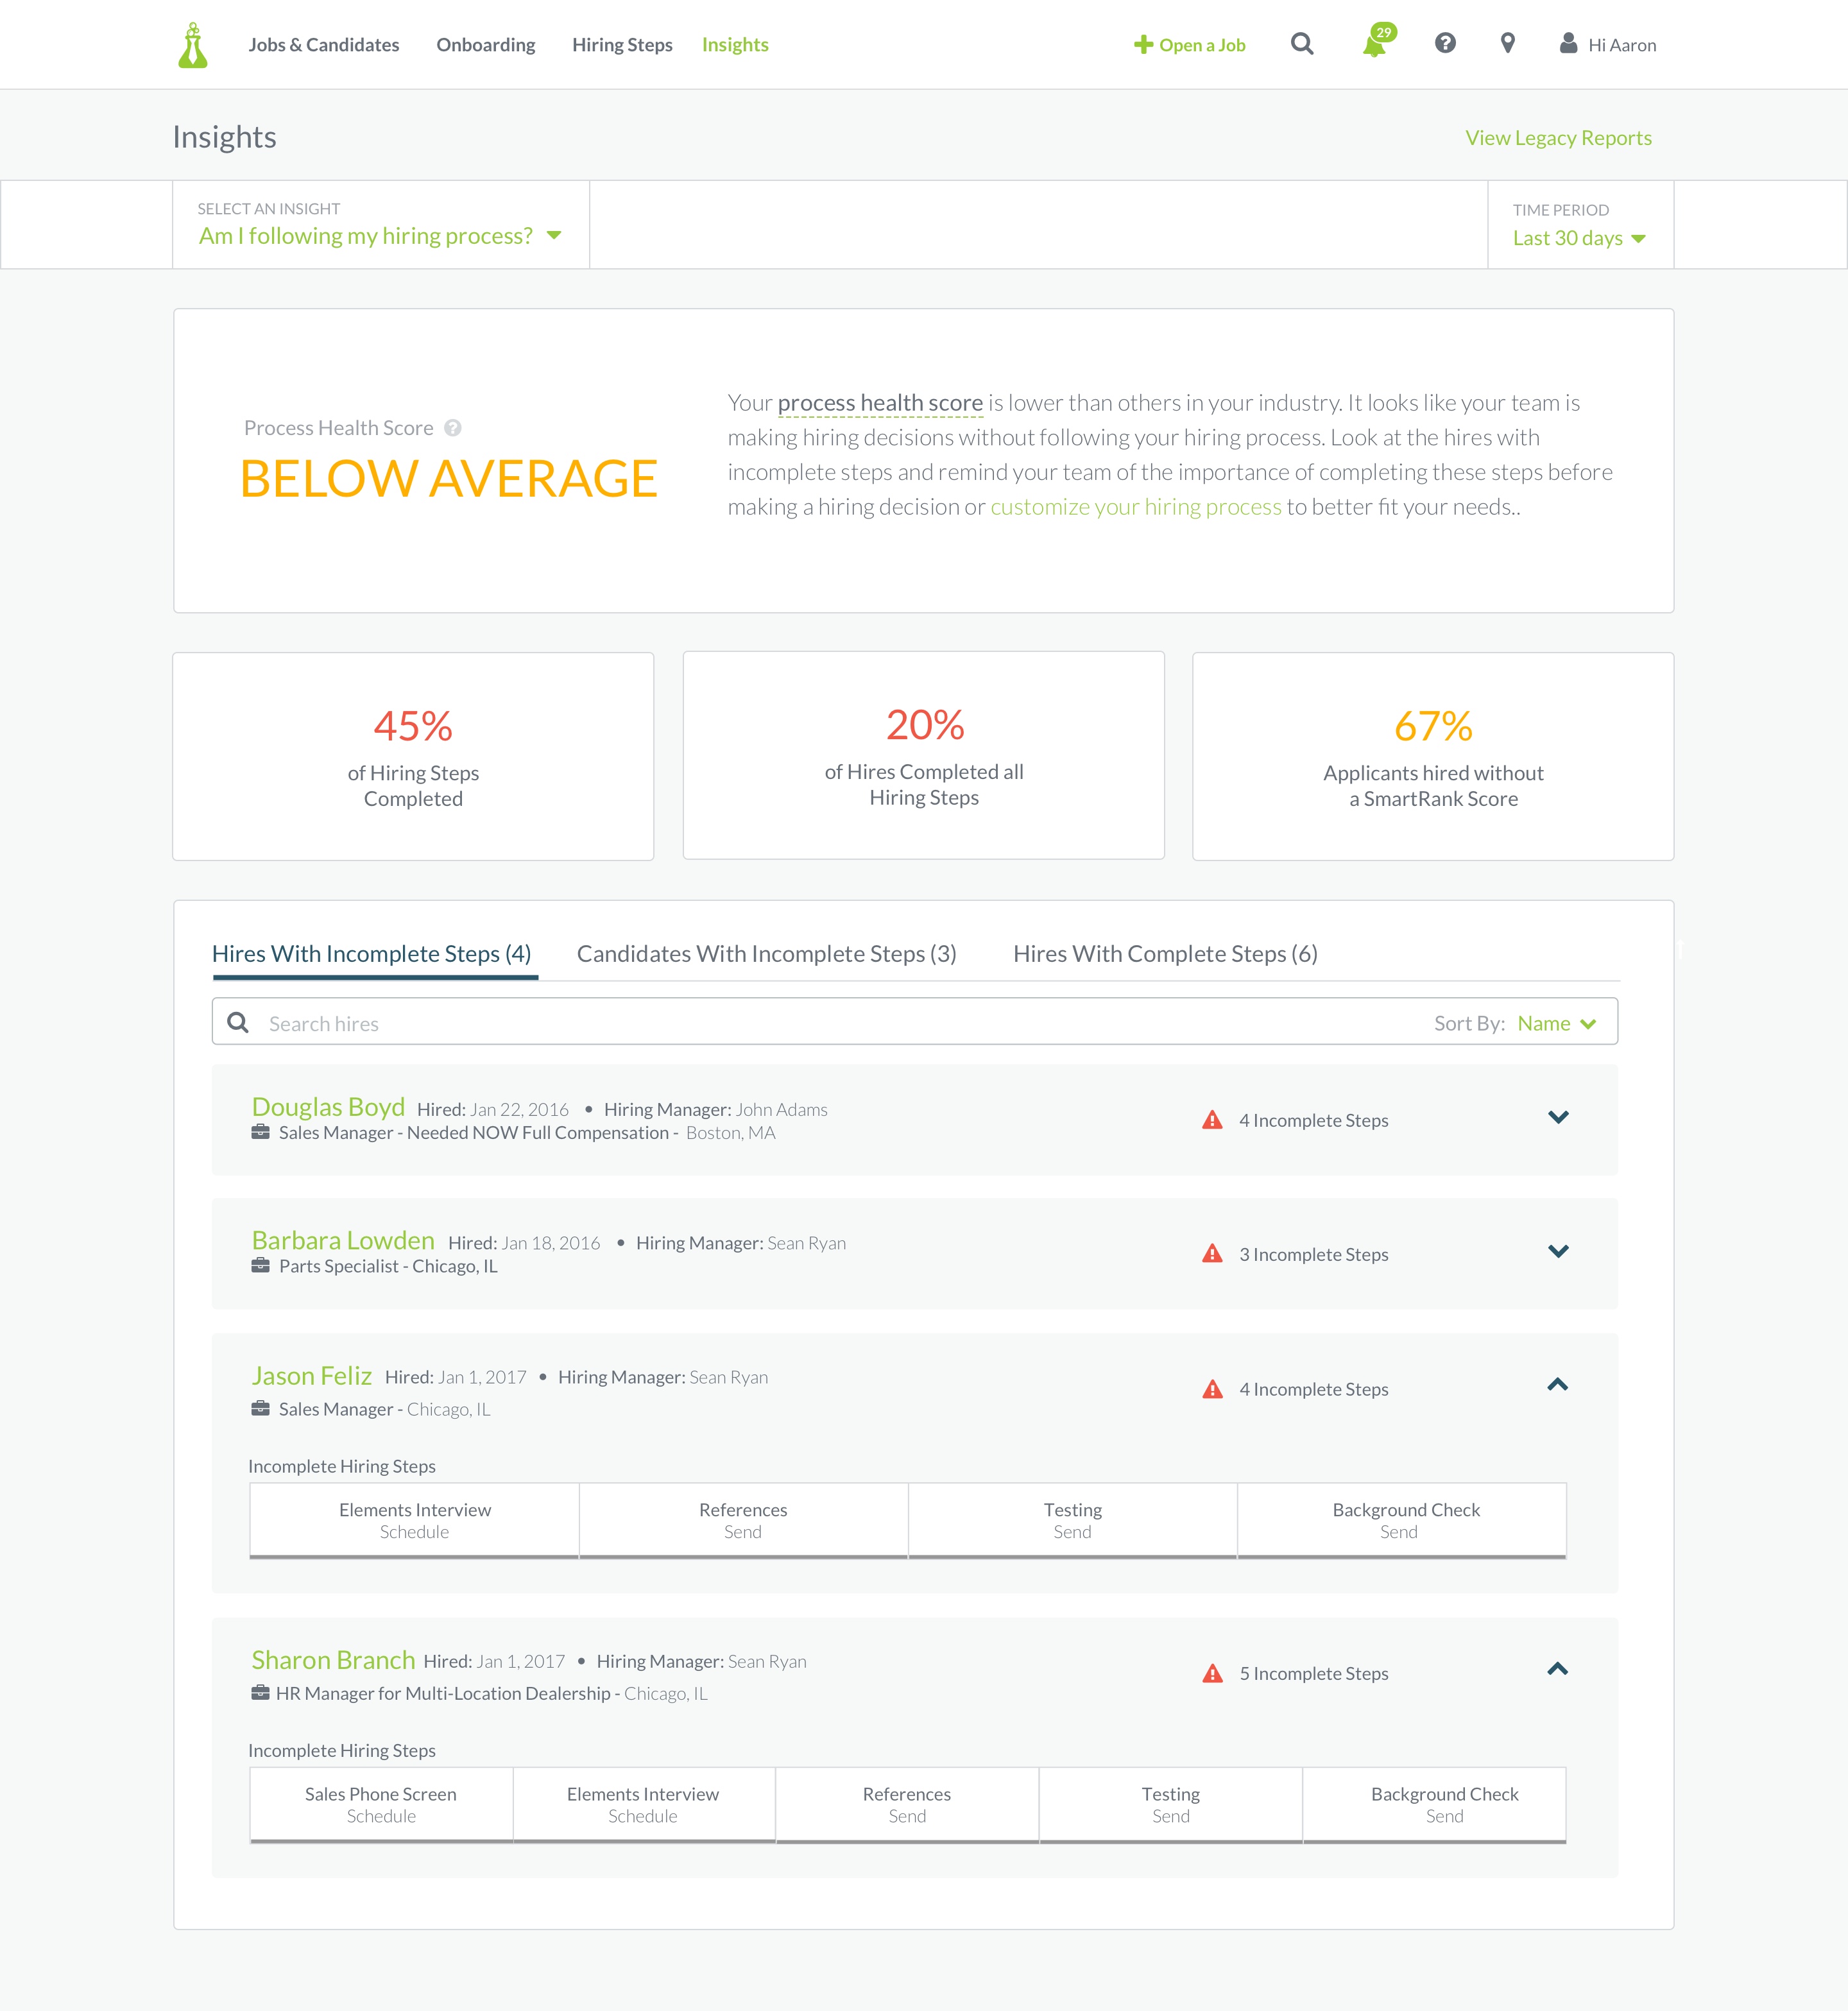 Jobs & Candidates Onboarding Hiring Steps Insights Open a Job 29 Hi Aaron
Insights View Legacy Reports
SELECT AN INSIGHT
Am I following my hiring process?
TIME PERIOD
Last 30 days
Process Health Score ?
BELOW AVERAGE
Your process health score is lower than others in your industry. It looks like your team is
making hiring decisions without following your hiring process. Look at the hires with
incomplete steps and remind your team of the importance of completing these steps before
making a hiring decision or customize your hiring process to better fit your needs..
45%
of Hiring Steps
Completed
20%
of Hires Completed all
Hiring Steps
67%
Applicants hired without
a SmartRank Score
Hires With Incomplete Steps (4) Candidates With Incomplete Steps (3) Hires With Complete Steps (6)
Search hires Sort By: Name
Douglas Boyd Hired: Jan 22, 2016 • Hiring Manager: John Adams
Sales Manager - Needed NOW Full Compensation - Boston, MA
4 Incomplete Steps
Barbara Lowden Hired: Jan 18, 2016 • Hiring Manager: Sean Ryan
Parts Specialist - Chicago, IL
3 Incomplete Steps
Jason Feliz Hired: Jan 1, 2017 • Hiring Manager: Sean Ryan
Sales Manager - Chicago, IL
4 Incomplete Steps
Incomplete Hiring Steps
Elements Interview
Schedule
References
Send
Testing
Send
Background Check
Send
Sharon Branch Hired: Jan 1, 2017 • Hiring Manager: Sean Ryan
HR Manager for Multi-Location Dealership - Chicago, IL
5 Incomplete Steps
Incomplete Hiring Steps
Sales Phone Screen
Schedule
Elements Interview
Schedule
References
Send
Testing
Send
Background Check
Send